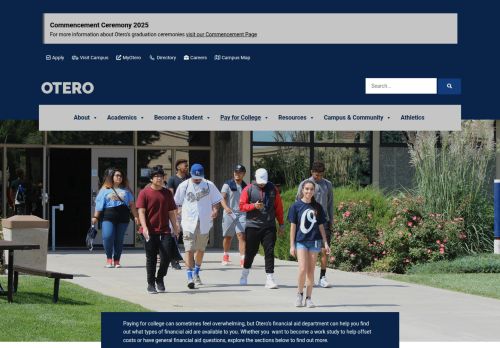 Commencement Ceremony 2025
For more information about Otero's graduation ceremonies visit our Commencement Page
Apply Visit Campus MyOtero Directory Careers Campus Map
OTERO
Search...
About Academics Become a Student Pay for College Resources Campus & Community Athletics
Paying for college can sometimes feel overwhelming, but Otero's financial aid department can help you find
out what types of financial aid are available to you. Whether you want to become a work study to help offset
costs or have general financial aid questions, explore the sections below to find out more.